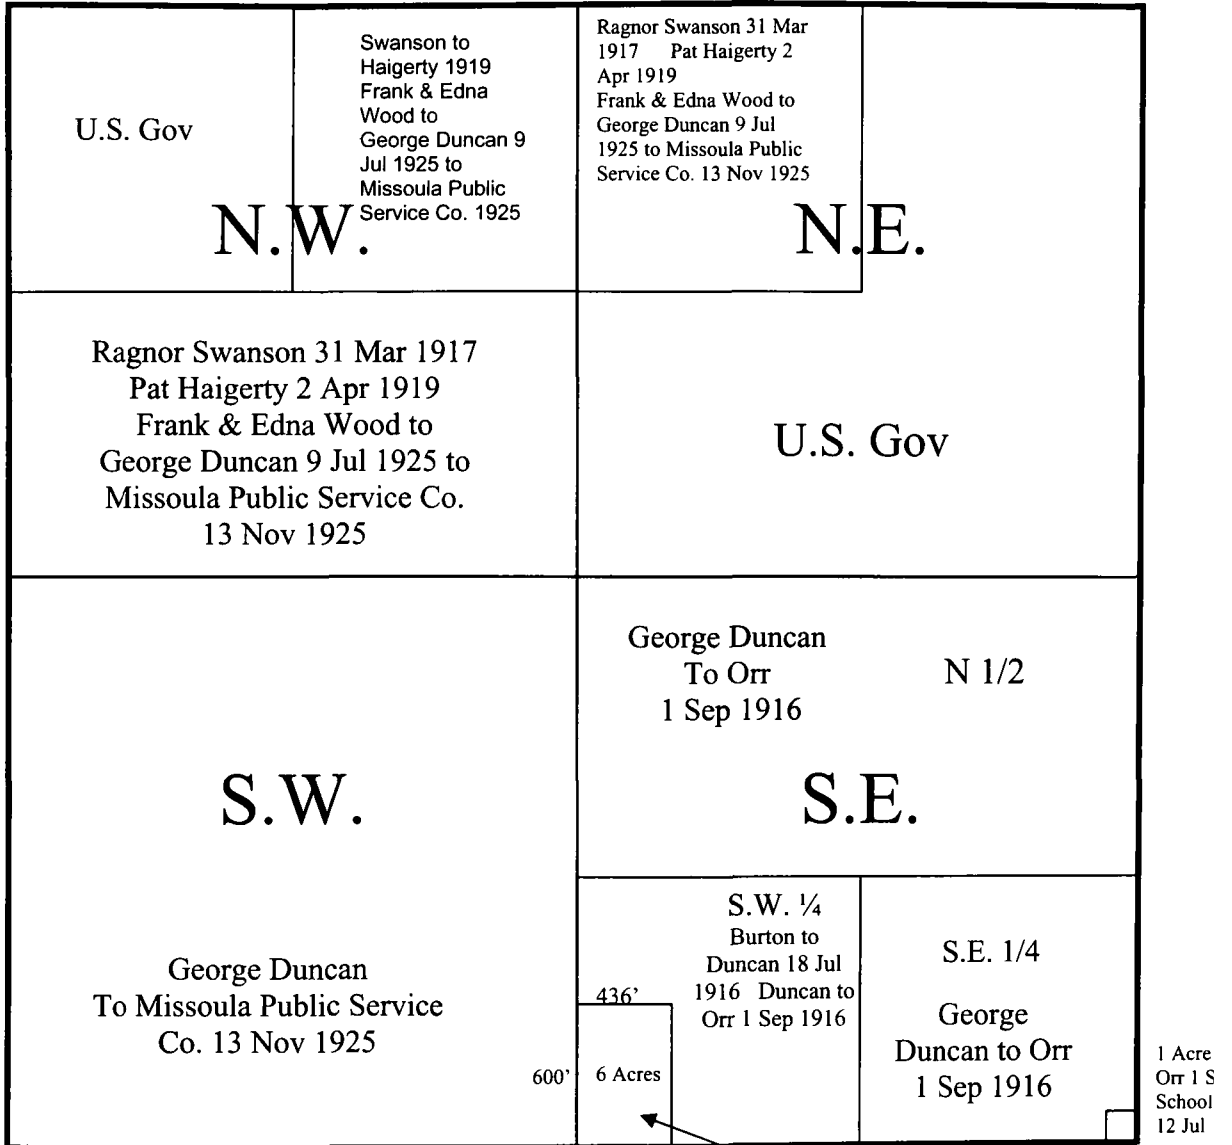 U.S. Gov
Swanson to
Haigerty 1919
Frank & Edna
Wood to
George Duncan 9
Jul 1925 to
Missoula Public
Service Co. 1925
N.W.
Ragnor Swanson 31 Mar
1917 Pat Haigerty 2
Apr 1919
Frank & Edna Wood to
George Duncan 9 Jul
1925 to Missoula Public
Service Co. 13 Nov 1925
N.E.
Ragnor Swanson 31 Mar 1917
Pat Haigerty 2 Apr 1919
Frank & Edna Wood to
George Duncan 9 Jul 1925 to
Missoula Public Service Co.
13 Nov 1925
U.S. Gov
George Duncan
To Orr
1 Sep 1916
N 1/2
S.W.
S.E.
George Duncan
To Missoula Public Service
Co. 13 Nov 1925
S.W. ¼
Burton to
Duncan 18 Jul
1916 Duncan to
Orr 1 Sep 1916
436'
600'
6 Acres
S.E. 1/4
George
Duncan to Orr
1 Sep 1916
1 Acre
Orr 1 S
School
12 Jul